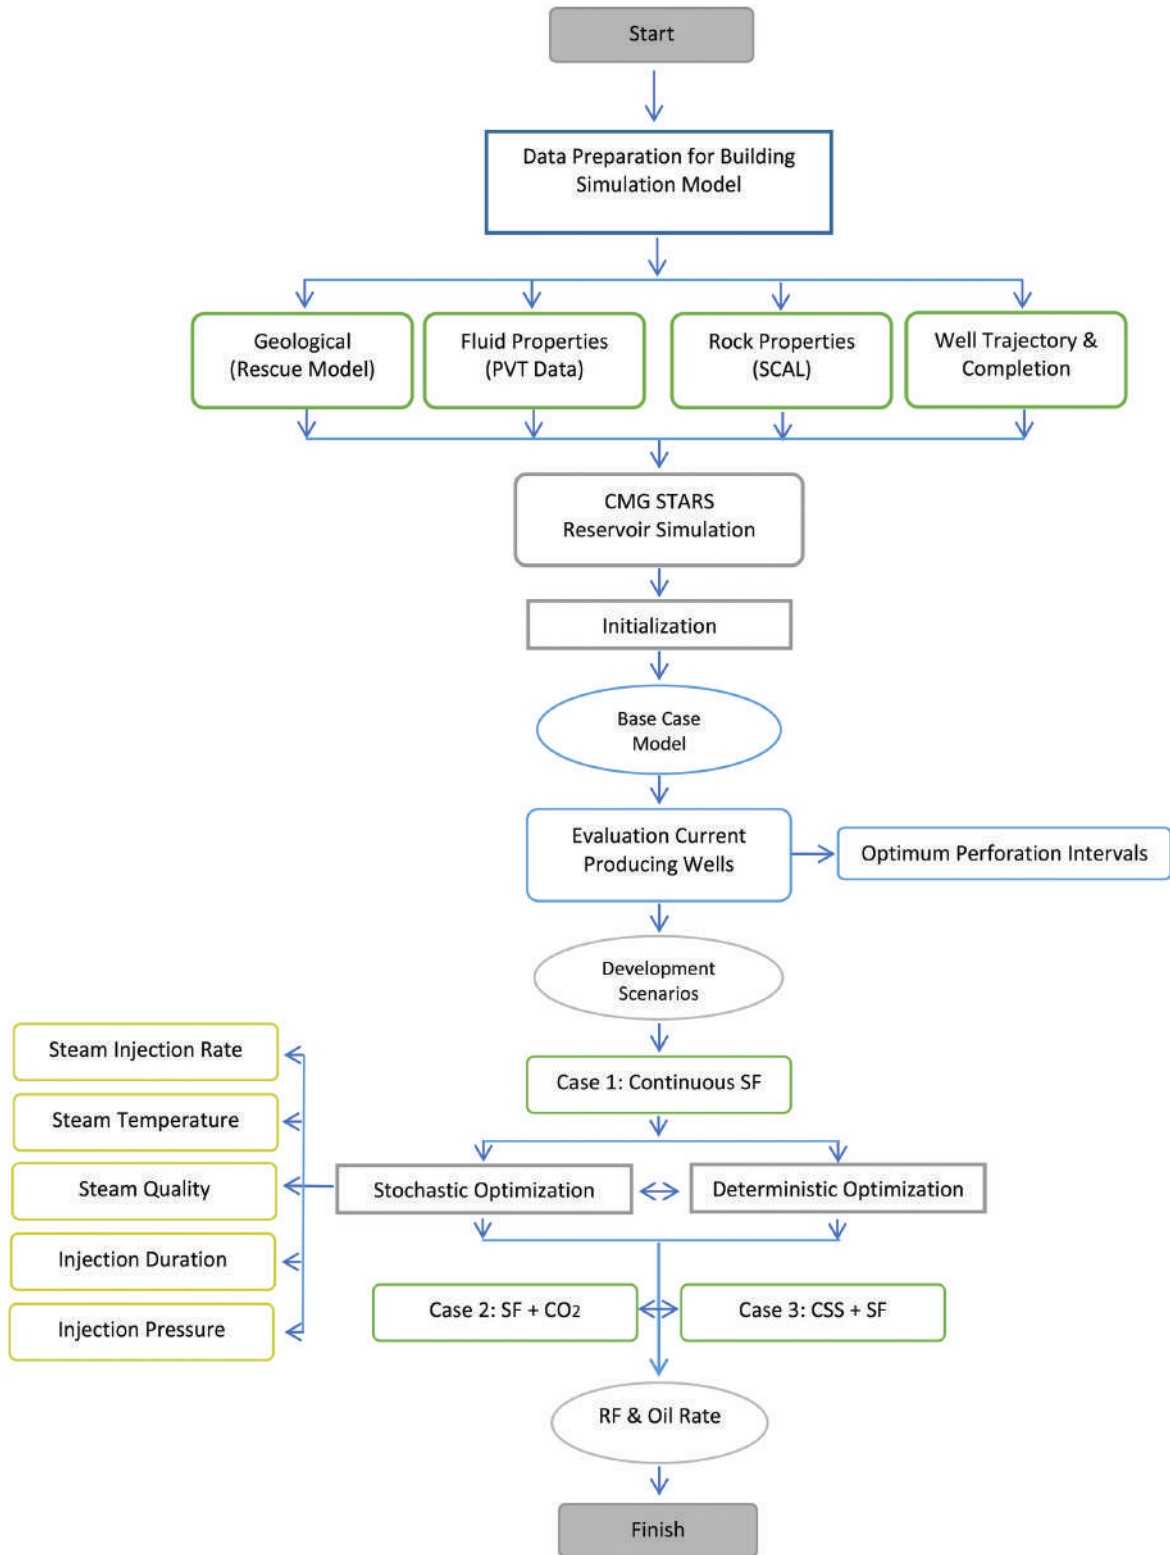 Start
Data Preparation for Building
Simulation Model
Geological
(Rescue Model)
Fluid Properties
(PVT Data)
Rock Properties
(SCAL)
Well Trajectory &
Completion
CMG STARS
Reservoir Simulation
Initialization
Base Case
Model
Evaluation Current
Producing Wells
Optimum Perforation Intervals
Development
Scenarios
Case 1: Continuous SF
Stochastic Optimization
Deterministic Optimization
Steam Injection Rate
Steam Temperature
Steam Quality
Injection Duration
Injection Pressure
Case 2: SF + CO2
Case 3: CSS + SF
RF & Oil Rate
Finish